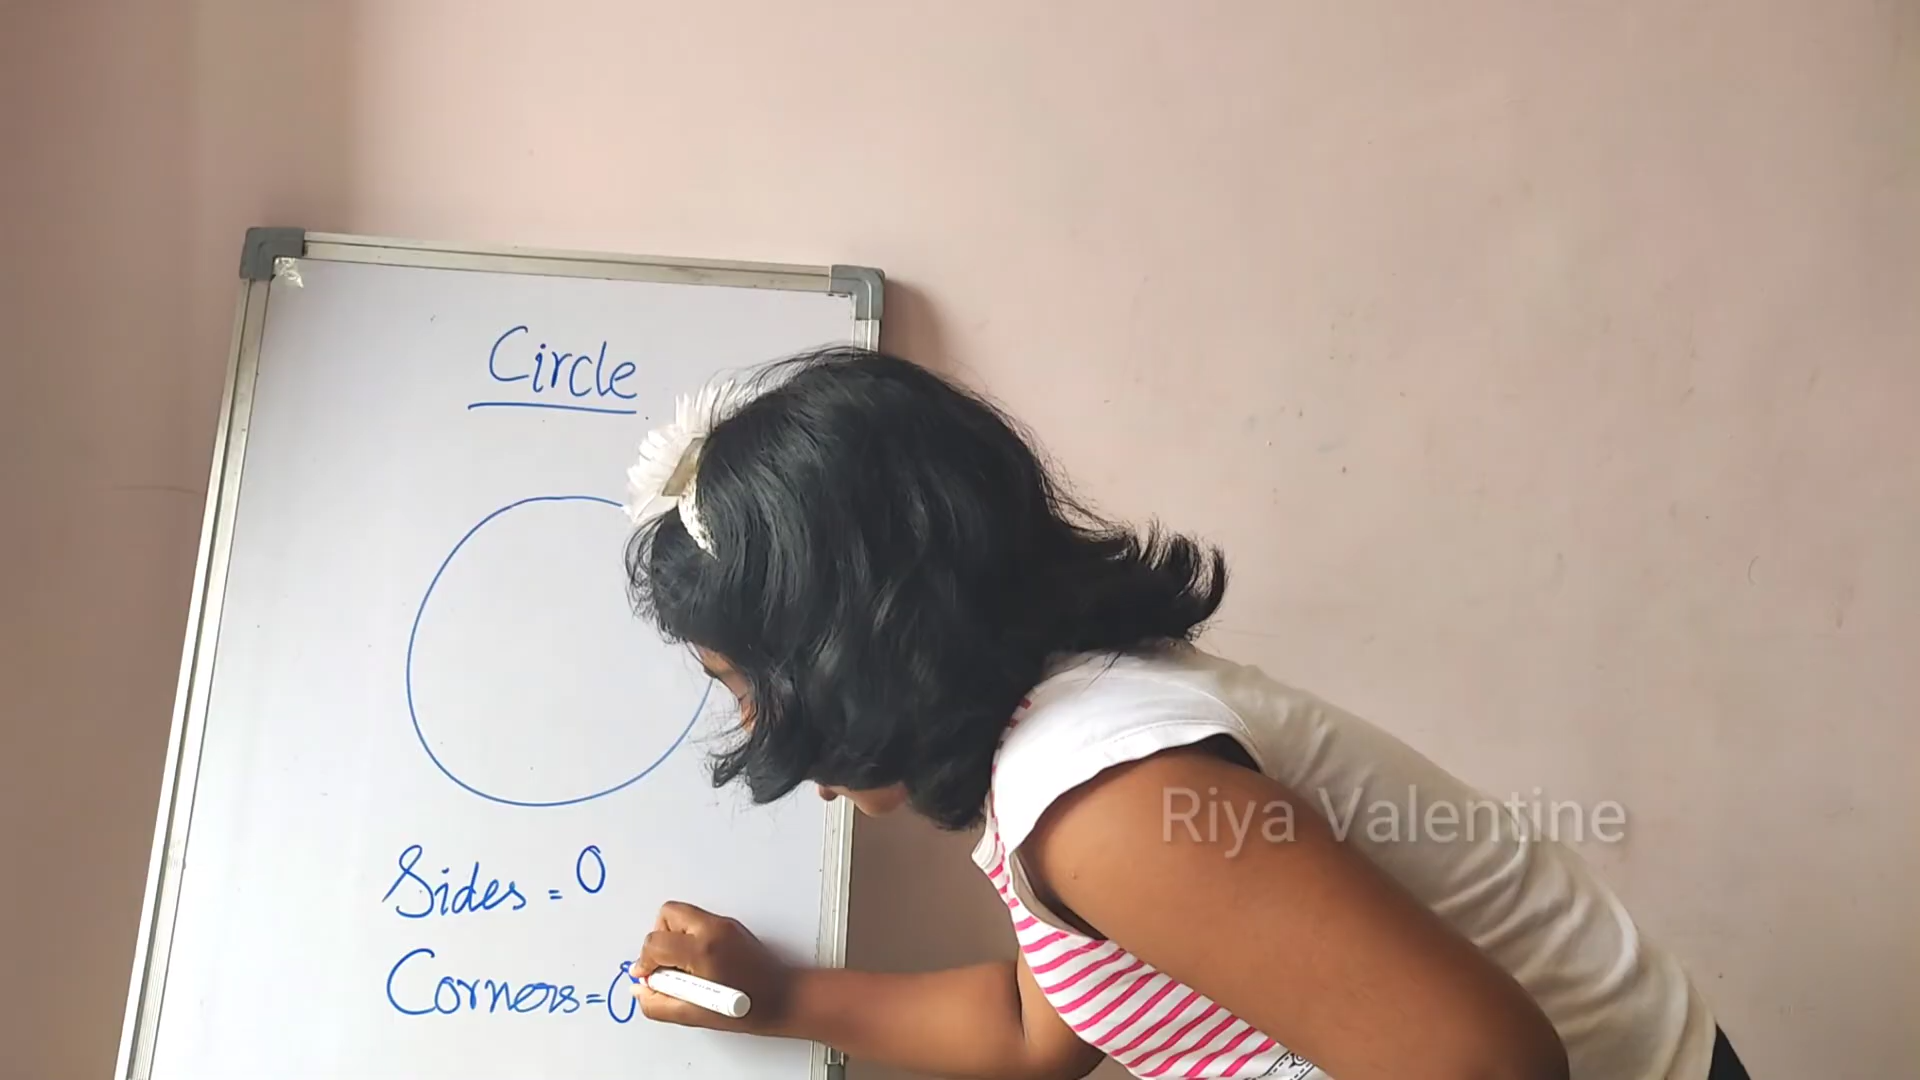 Circle
Sides = 0
Corners = 0
Riya Valentine